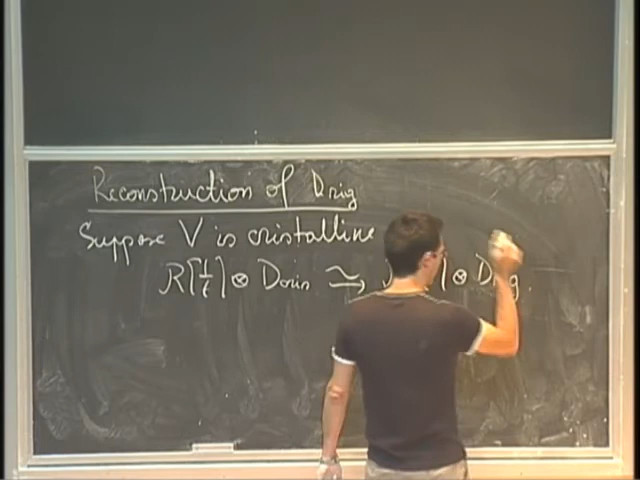 Reconstruction of Drig
Suppose V is cristalline
R[1/t] ⊗ Dcris ≃→ ] ⊗ Drig.